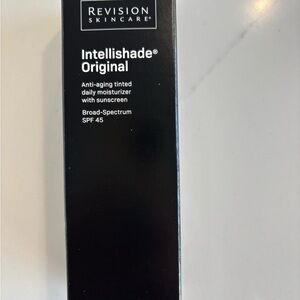 REVISION
SKINCARE®
Intellishade®
Original
Anti-aging tinted
daily moisturizer
with sunscreen
Broad-Spectrum
SPF 45